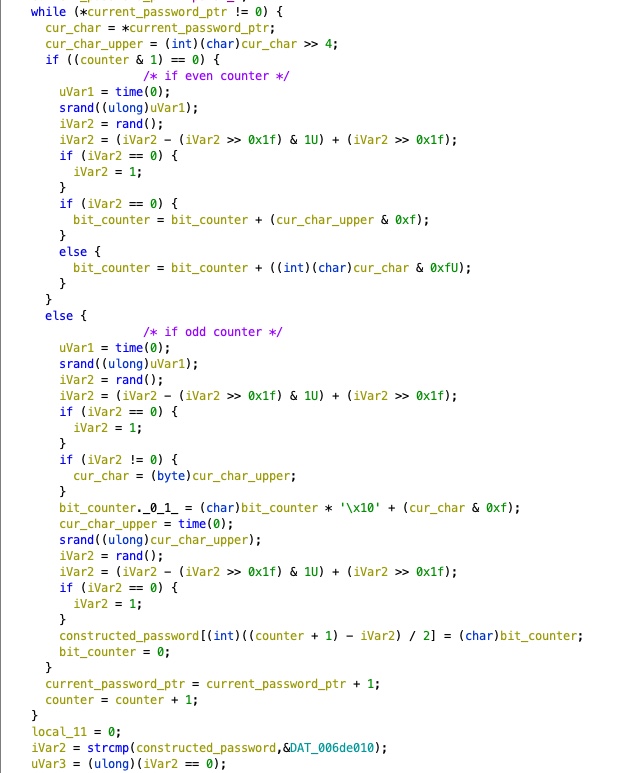 while (*current_password_ptr != 0) {
cur_char = *current_password_ptr;
cur_char_upper = (int)(char)cur_char >> 4;
if ((counter & 1) == 0) {
/* if even counter */
uVar1 = time(0);
srand((ulong)uVar1);
iVar2 = rand();
iVar2 = (iVar2 - (iVar2 >> 0x1f) & 1U) + (iVar2 >> 0x1f);
if (iVar2 == 0) {
iVar2 = 1;
}
if (iVar2 == 0) {
bit_counter = bit_counter + (cur_char_upper & 0xf);
}
else {
bit_counter = bit_counter + ((int)(char)cur_char & 0xfU);
}
}
else {
/* if odd counter */
uVar1 = time(0);
srand((ulong)uVar1);
iVar2 = rand();
iVar2 = (iVar2 - (iVar2 >> 0x1f) & 1U) + (iVar2 >> 0x1f);
if (iVar2 == 0) {
iVar2 = 1;
}
if (iVar2 != 0) {
cur_char = (byte)cur_char_upper;
}
bit_counter._0_1_ = (char)bit_counter * '\x10' + (cur_char & 0xf);
cur_char_upper = time(0);
srand((ulong)cur_char_upper);
iVar2 = rand();
iVar2 = (iVar2 - (iVar2 >> 0x1f) & 1U) + (iVar2 >> 0x1f);
if (iVar2 == 0) {
iVar2 = 1;
}
constructed_password[(int)((counter + 1) - iVar2) / 2] = (char)bit_counter;
bit_counter = 0;
}
current_password_ptr = current_password_ptr + 1;
counter = counter + 1;
}
local_11 = 0;
iVar2 = strcmp(constructed_password,&DAT_006de010);
uVar3 = (ulong)(iVar2 == 0);